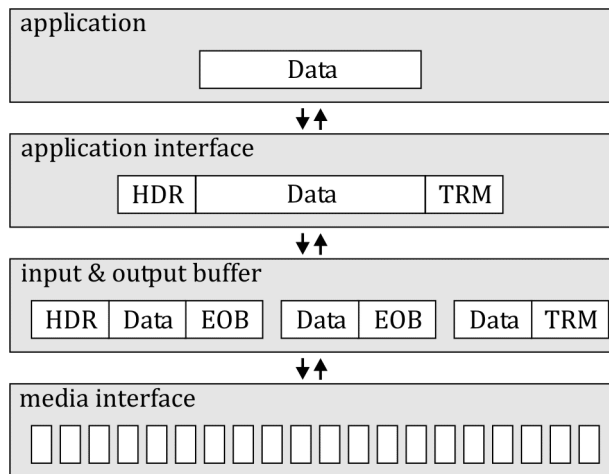 application
Data
application interface
HDR Data TRM
input & output buffer
HDR Data EOB Data EOB Data TRM
media interface